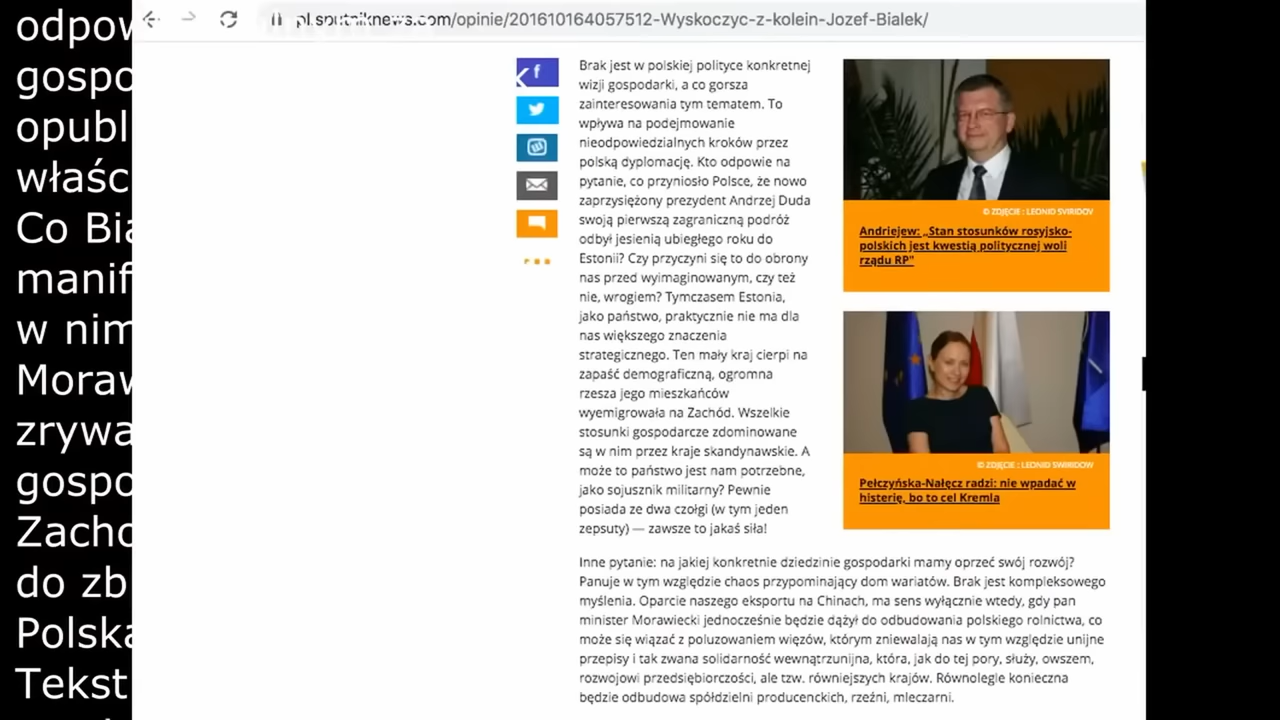 odpow
gospo
opubl
właśc
Co Bia
manif
w nim
Moraw
zrywa
gospo
Zacho
do zb
Polska
Tekst
pl.sputniknews.com/opinie/201610164057512-Wyskoczyc-z-kolein-Jozef-Bialek/
Brak jest w polskiej polityce konkretnej
wizji gospodarki, a co gorsza
zainteresowania tym tematem. To
wpływa na podejmowanie
nieodpowiedzialnych kroków przez
polską dyplomację. Kto odpowie na
pytanie, co przyniosło Polsce, że nowo
zaprzysiężony prezydent Andrzej Duda
swoją pierwszą zagraniczną podróż
odbył jesienią ubiegłego roku do
Estonii? Czy przyczyni się to do obrony
nas przed wyimaginowanym, czy też
nie, wrogiem? Tymczasem Estonia,
jako państwo, praktycznie nie ma dla
nas większego znaczenia
strategicznego. Ten mały kraj cierpi na
zapaść demograficzną, ogromna
rzesza jego mieszkańców
wyemigrowała na Zachód. Wszelkie
stosunki gospodarcze zdominowane
są w nim przez kraje skandynawskie. A
może to państwo jest nam potrzebne,
jako sojusznik militarny? Pewnie
posiada ze dwa czołgi (w tym jeden
zepsuty) — zawsze to jakaś siła!
© ZDJĘCIE : LEONID SVIRIDOV
Andriejew: „Stan stosunków rosyjsko-
polskich jest kwestią politycznej woli
rządu RP"
© ZDJĘCIE : LEONID SWIRIDOW
Pełczyńska-Nałęcz radzi: nie wpadać w
histerię, bo to cel Kremla
Inne pytanie: na jakiej konkretnie dziedzinie gospodarki mamy oprzeć swój rozwój?
Panuje w tym względzie chaos przypominający dom wariatów. Brak jest kompleksowego
myślenia. Oparcie naszego eksportu na Chinach, ma sens wyłącznie wtedy, gdy pan
minister Morawiecki jednocześnie będzie dążył do odbudowania polskiego rolnictwa, co
może się wiązać z poluzowaniem więzów, którym zniewalają nas w tym względzie unijne
przepisy i tak zwana solidarność wewnątrzunijna, która, jak do tej pory, służy, owszem,
rozwojowi przedsiębiorczości, ale tzw. równiejszych krajów. Równolegle konieczna
będzie odbudowa spółdzielni producenckich, rzeźni, mleczarni.